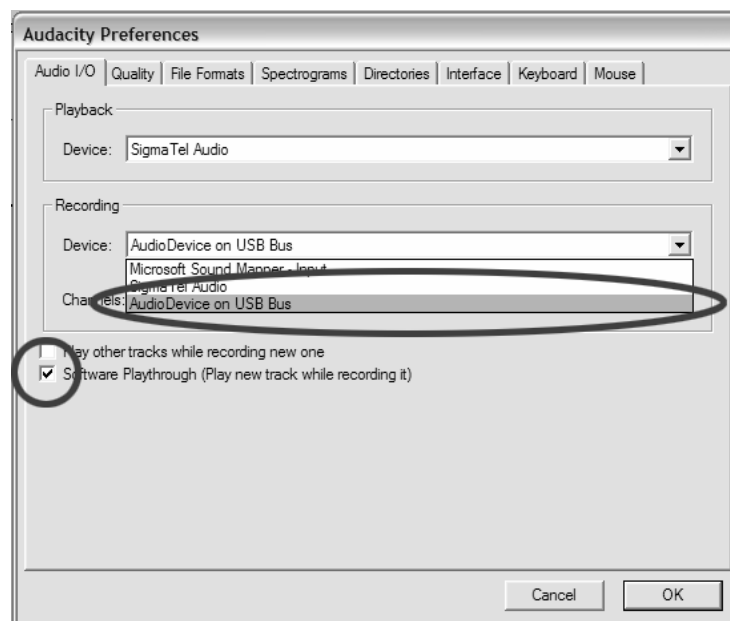 Audacity Preferences
Audio I/O Quality File Formats Spectrograms Directories Interface Keyboard Mouse
Playback
Device: SigmaTel Audio
Recording
Device: AudioDevice on USB Bus
Microsoft Sound Mapper - Input
SigmaTel Audio
Channels: AudioDevice on USB Bus
Play other tracks while recording new one
Software Playthrough (Play new track while recording it)
Cancel OK